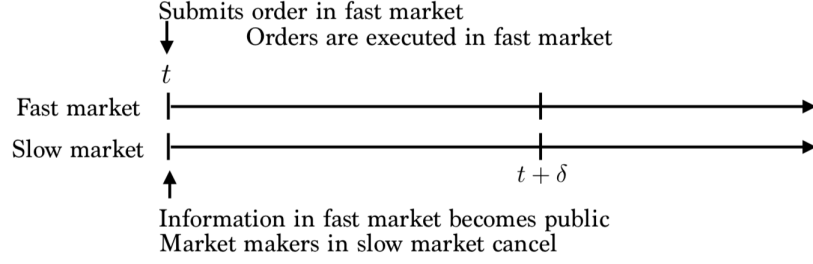 Submits order in fast market
Orders are executed in fast market
t
Fast market
Slow market
t + δ
Information in fast market becomes public
Market makers in slow market cancel